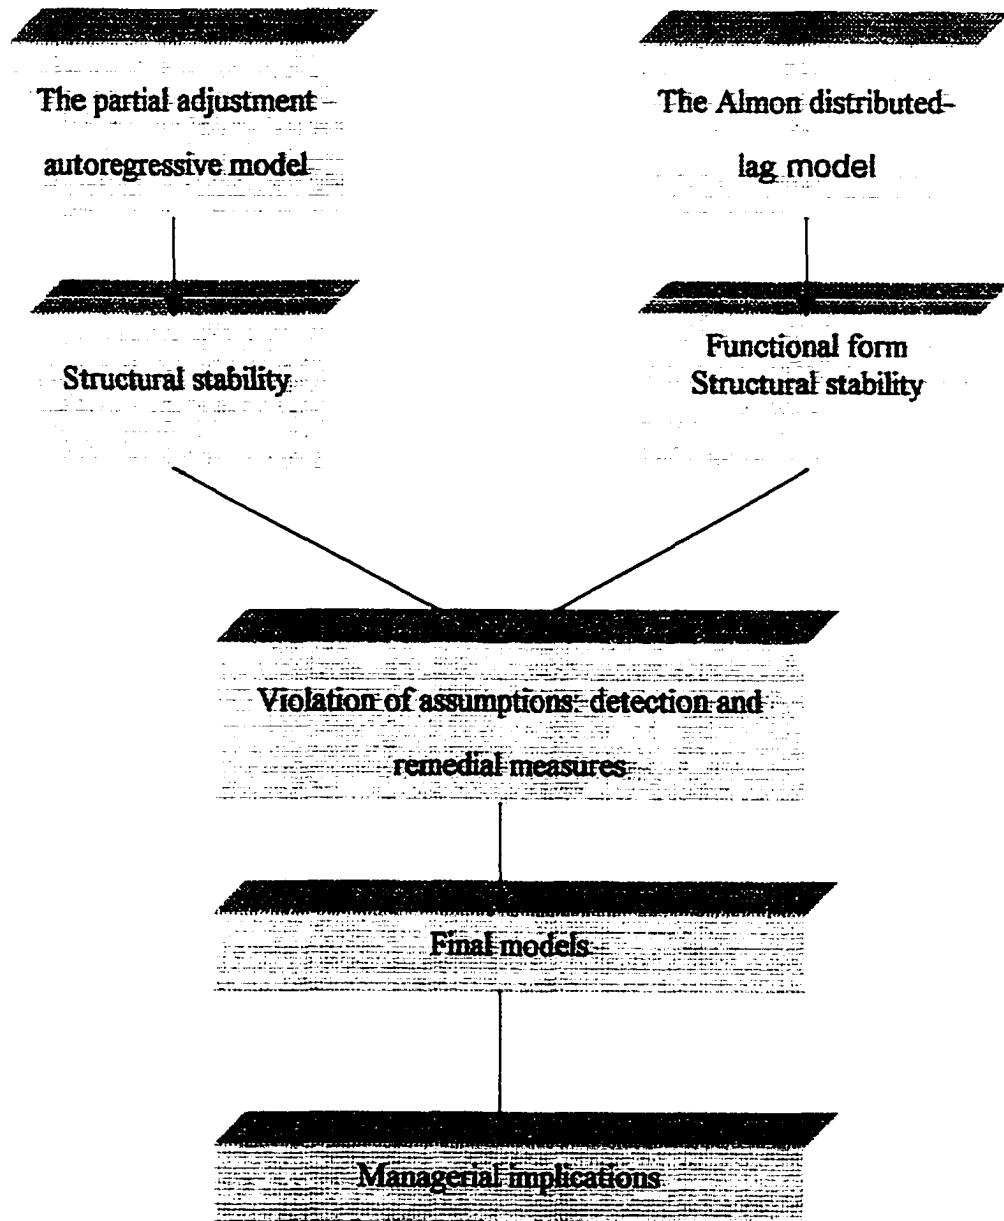 The partial adjustment
autoregressive model
The Almon distributed-
lag model
Structural stability
Functional form
Structural stability
Violation of assumptions: detection and
remedial measures
Final models
Managerial implications